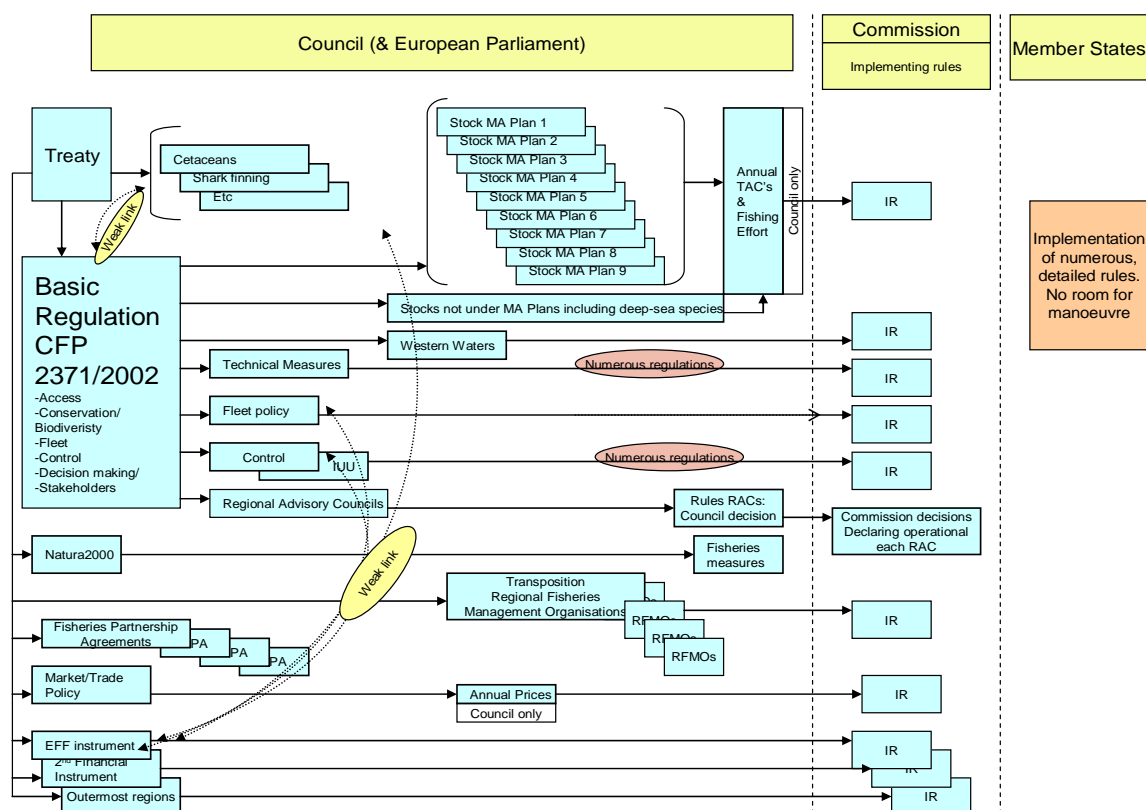 Council (& European Parliament)
Commission
Implementing rules
Member States
Treaty
Cetaceans
Shark finning
Etc
Weak link
Stock MA Plan 1
Stock MA Plan 2
Stock MA Plan 3
Stock MA Plan 4
Stock MA Plan 5
Stock MA Plan 6
Stock MA Plan 7
Stock MA Plan 8
Stock MA Plan 9
Annual
TAC's
&
Fishing
Effort
Council only
IR
Implementation
of numerous,
detailed rules.
No room for
manoeuvre
Basic
Regulation
CFP
2371/2002
-Access
-Conservation/
Biodiveristy
-Fleet
-Control
-Decision making/
-Stakeholders
Stocks not under MA Plans including deep-sea species
Western Waters
IR
Technical Measures
Numerous regulations
IR
Fleet policy
IR
Control
IUU
Numerous regulations
IR
Regional Advisory Councils
Rules RACs:
Council decision
Commission decisions
Declaring operational
each RAC
Natura2000
Weak link
Fisheries
measures
Transposition
Regional Fisheries
Management Organisations
RFMOs
RFMOs
RFMOs
IR
Fisheries Partnership
Agreements
PA
PA
PA
Market/Trade
Policy
Annual Prices
Council only
IR
EFF instrument
IR
2nd Financial
Instrument
IR
Outermost regions
IR